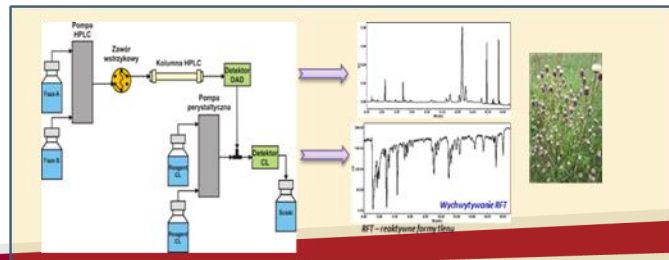 Pompa
HPLC
Zawór
wstrzykowy
Kolumna HPLC
Detektor
DAD
Faza A
Faza B
Pompa
perystaltyczna
Reagent
CL
Reagent
CL
Detektor
CL
Ścieki
Wychwytywanie RFT
RFT – reaktywne formy tlenu